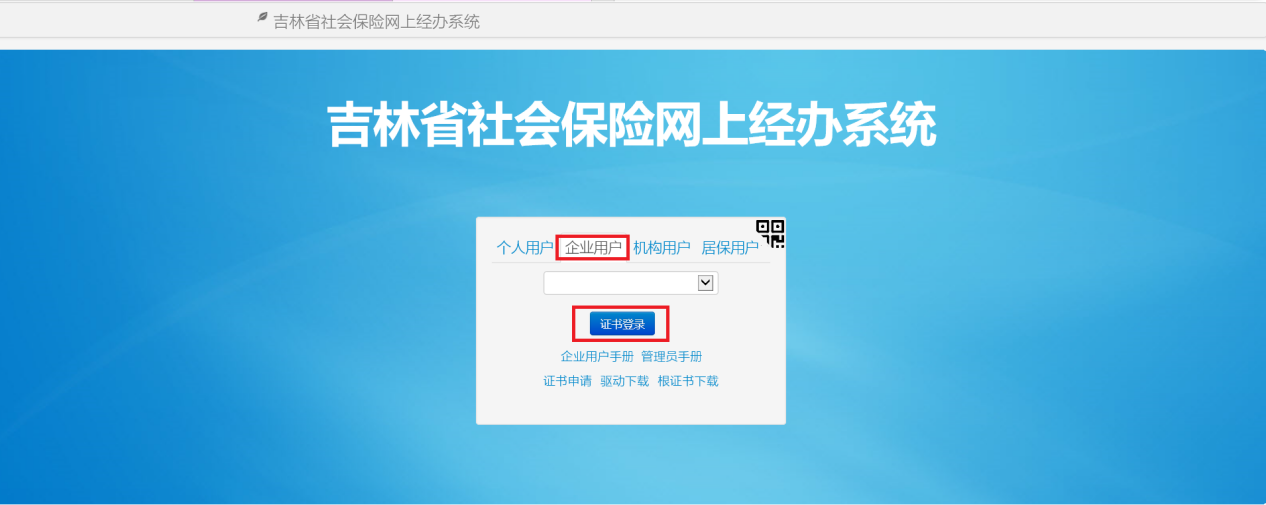 吉林省社会保险网上经办系统
吉林省社会保险网上经办系统
个人用户 企业用户 机构用户 居保用户
证书登录
企业用户手册 管理员手册
证书申请 驱动下载 根证书下载